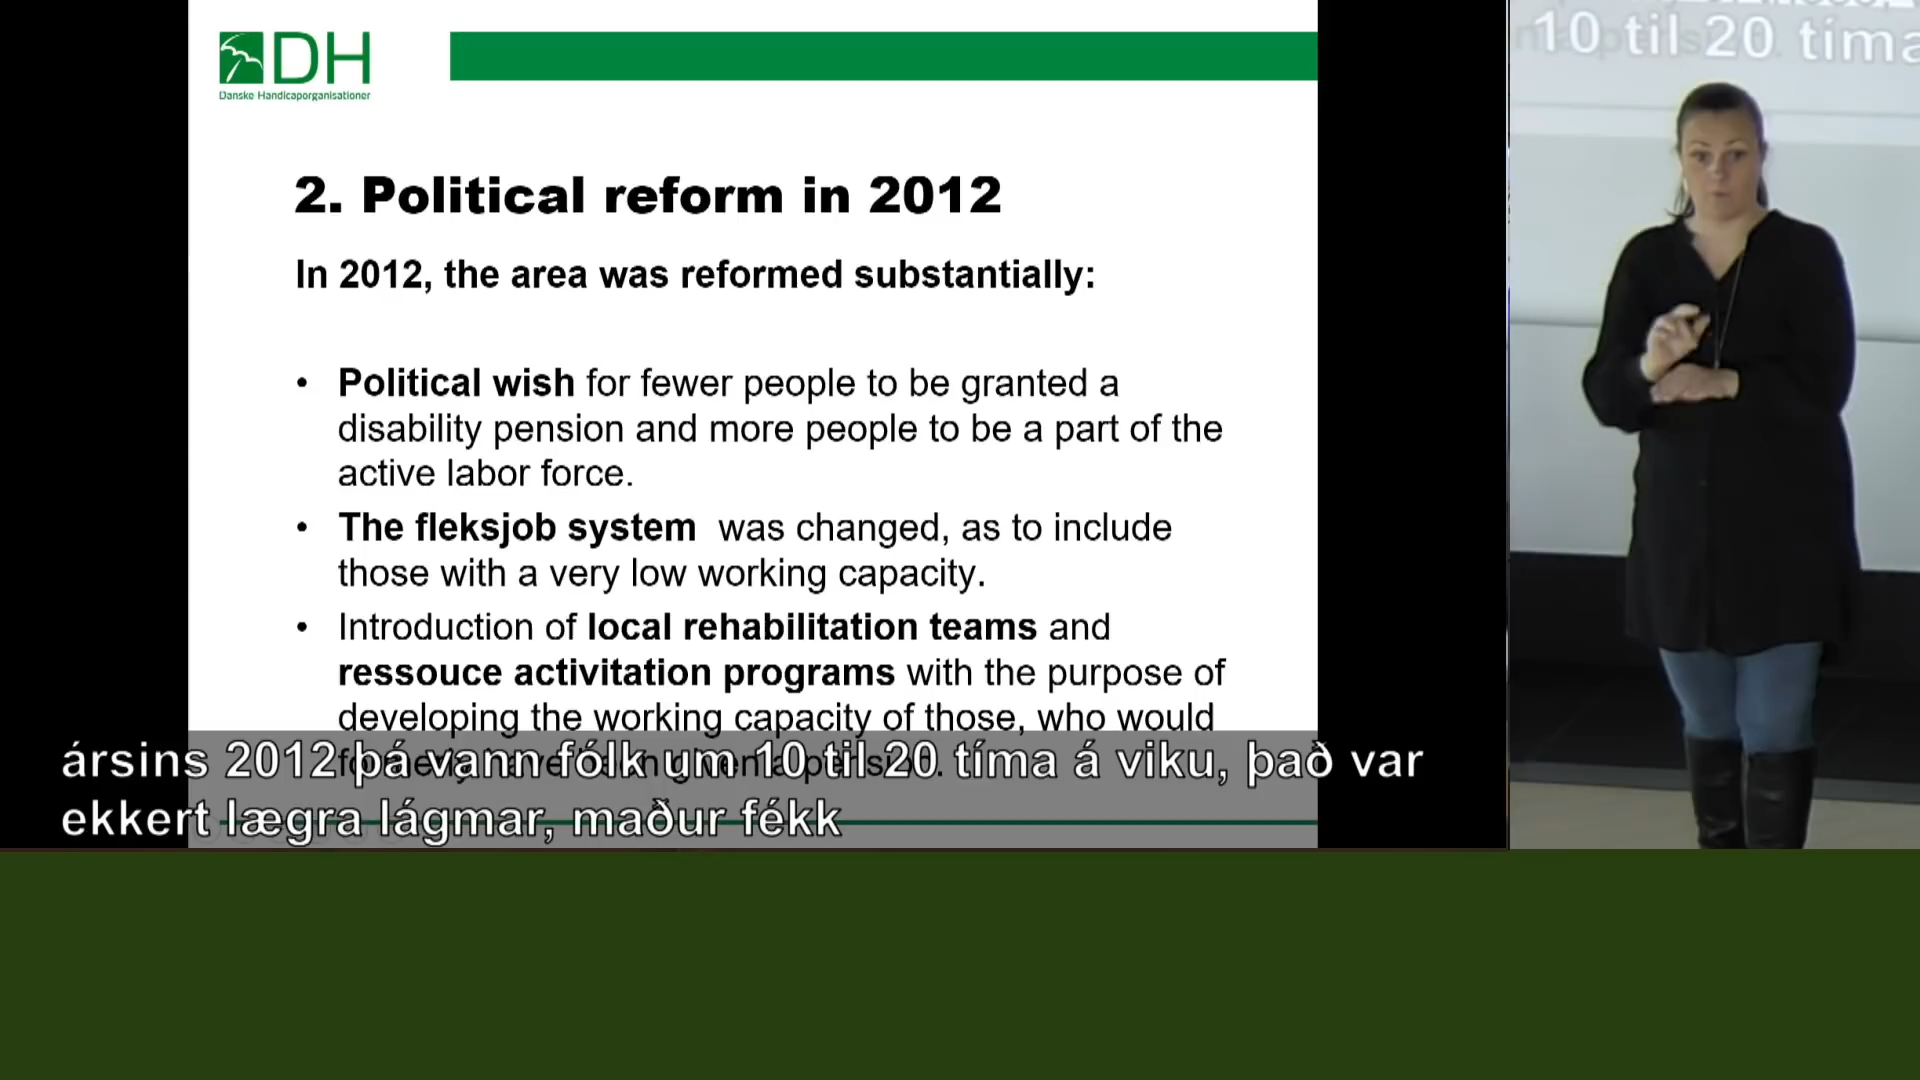 DH
Danske Handicaporganisationer
2. Political reform in 2012
In 2012, the area was reformed substantially:
• Political wish for fewer people to be granted a
disability pension and more people to be a part of the
active labor force.
• The fleksjob system was changed, as to include
those with a very low working capacity.
• Introduction of local rehabilitation teams and
ressouce activitation programs with the purpose of
developing the working capacity of those, who would
ársins 2012 þá vann fólk um 10 til 20 tíma á viku, það var
ekkert lægra lágmar, maður fékk
10 til 20 tíma